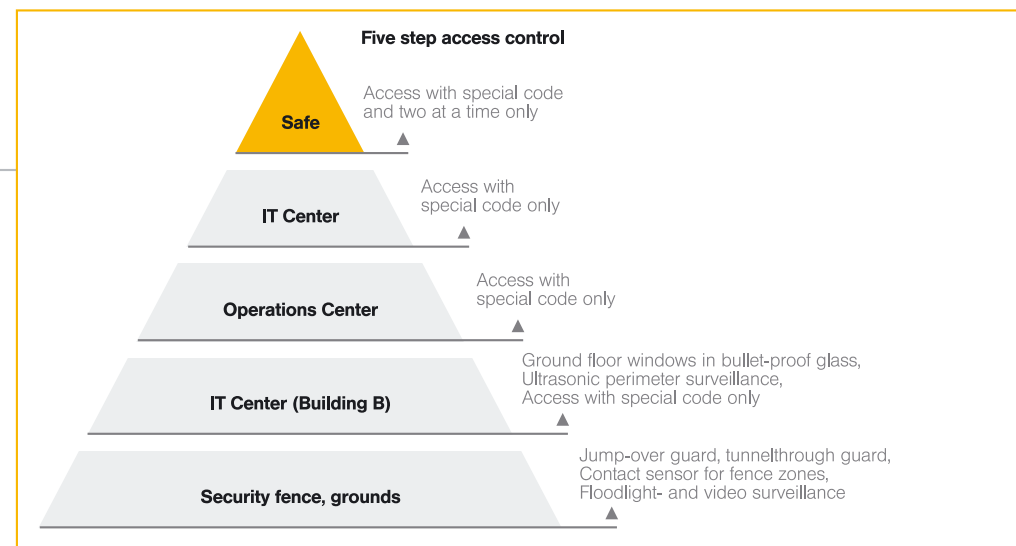 Five step access control
Access with special code
and two at a time only
Safe
Access with
special code only
IT Center
Access with
special code only
Operations Center
Ground floor windows in bullet-proof glass,
Ultrasonic perimeter surveillance,
Access with special code only
IT Center (Building B)
Jump-over guard, tunnelthrough guard,
Contact sensor for fence zones,
Floodlight- and video surveillance
Security fence, grounds